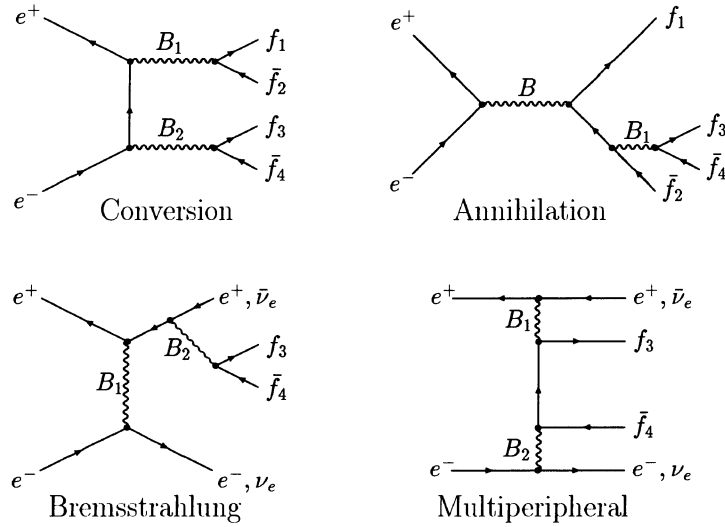 e⁺
B₁
f₁
f̄₂
B₂
f₃
f̄₄
e⁻
Conversion
e⁺
f₁
B
B₁
f₃
f̄₄
f̄₂
e⁻
Annihilation
e⁺
e⁺, ν̄ₑ
B₂
f₃
f̄₄
B₁
e⁻
e⁻, νₑ
Bremsstrahlung
e⁺
e⁺, ν̄ₑ
B₁
f₃
f̄₄
B₂
e⁻
e⁻, νₑ
Multiperipheral